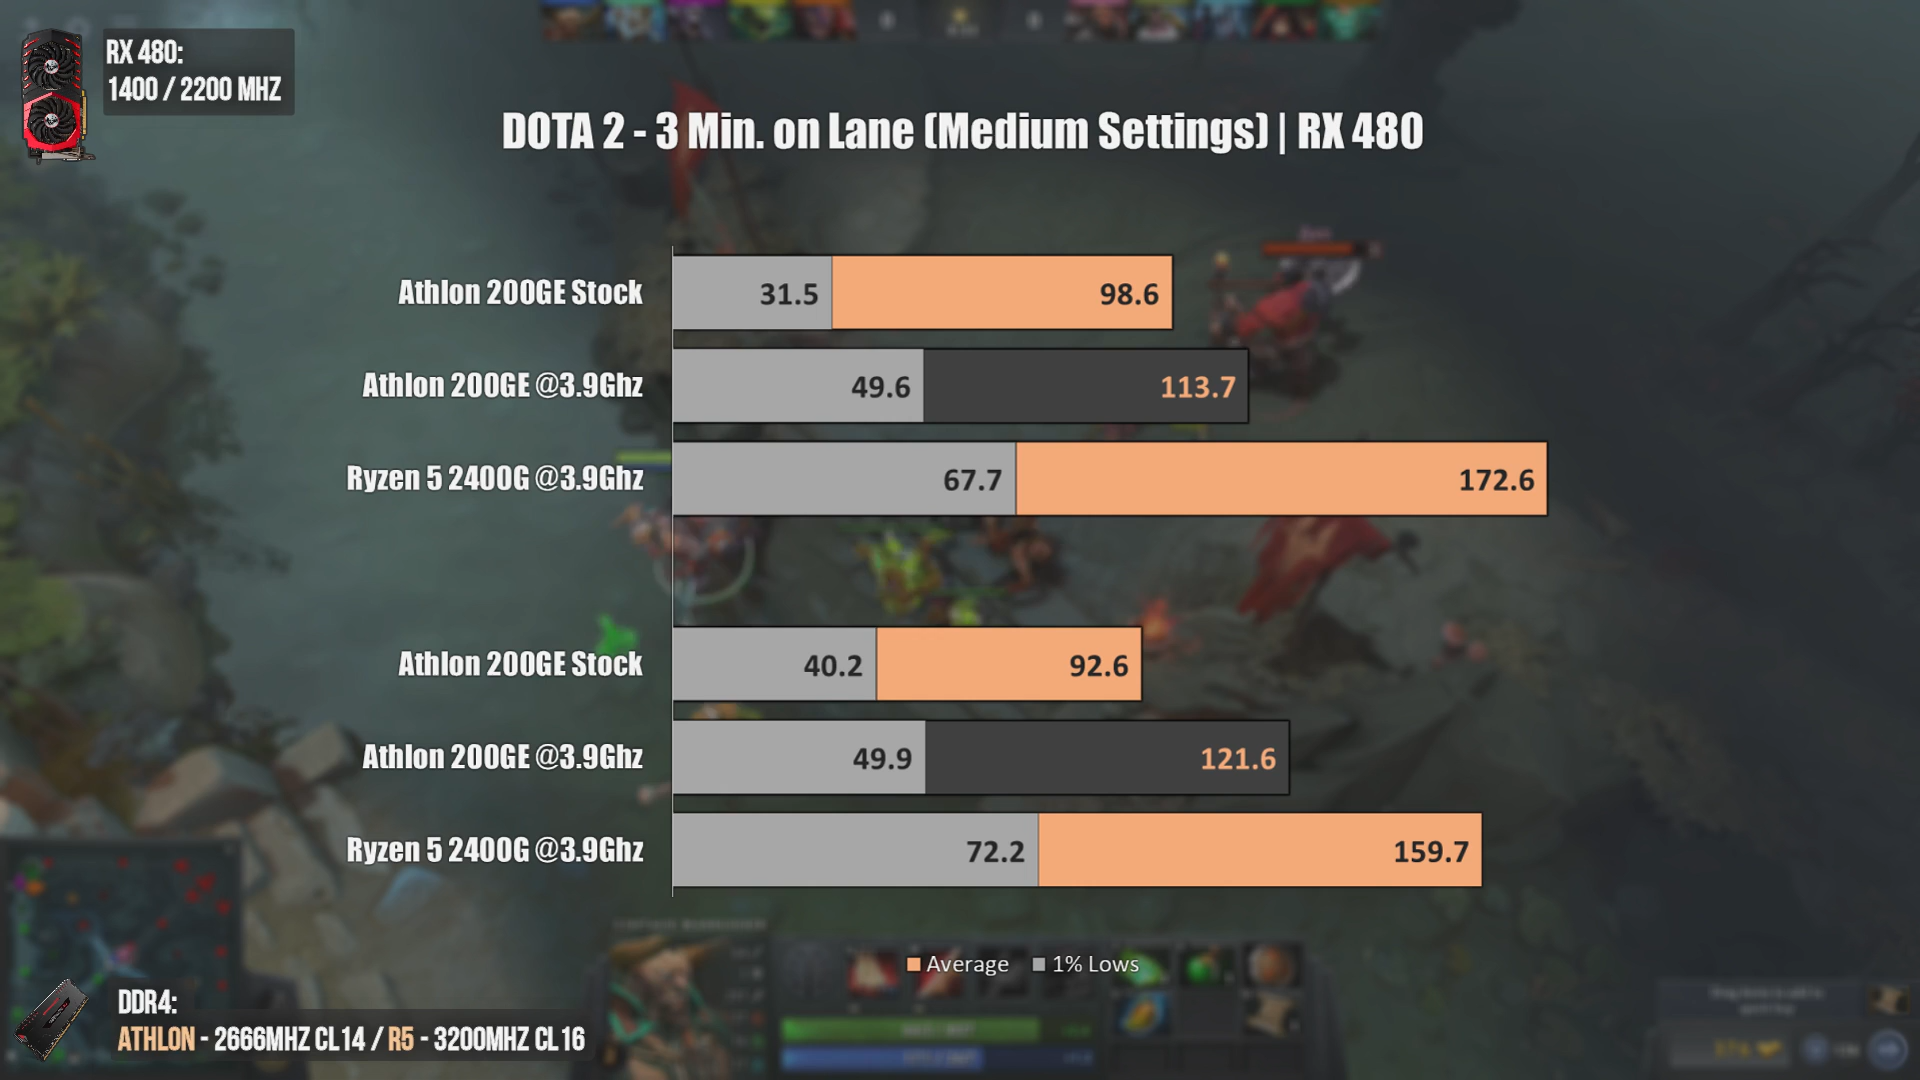 RX 480:
1400 / 2200 MHZ
DOTA 2 - 3 Min. on Lane (Medium Settings) | RX 480
Athlon 200GE Stock 31.5 98.6
Athlon 200GE @3.9Ghz 49.6 113.7
Ryzen 5 2400G @3.9Ghz 67.7 172.6
Athlon 200GE Stock 40.2 92.6
Athlon 200GE @3.9Ghz 49.9 121.6
Ryzen 5 2400G @3.9Ghz 72.2 159.7
Average 1% Lows
DDR4:
ATHLON - 2666MHZ CL14 / R5 - 3200MHZ CL16